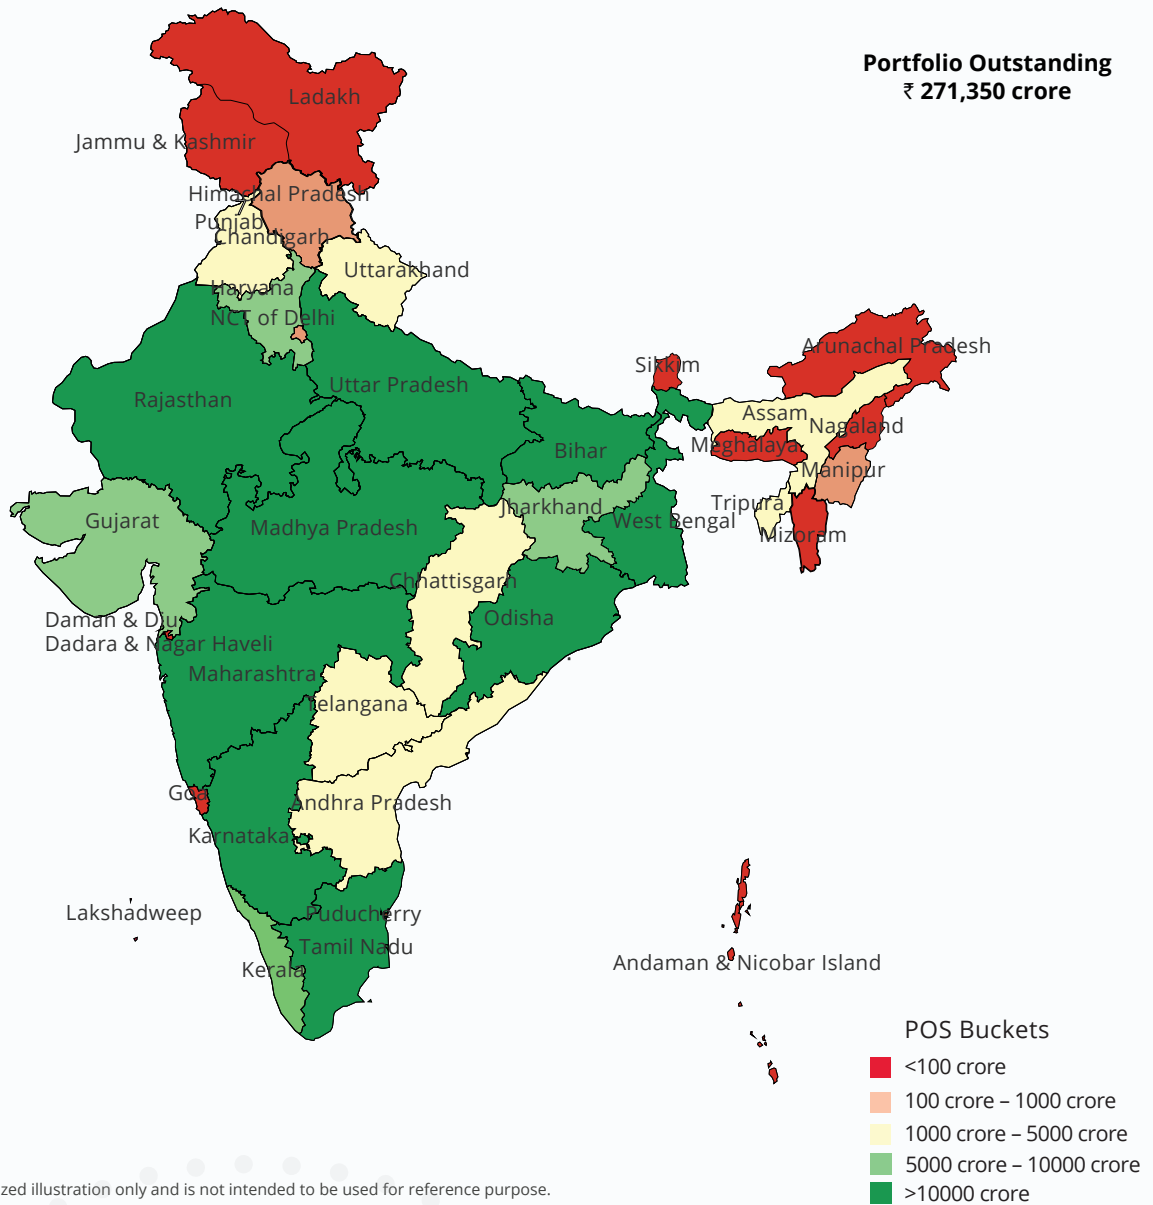 Portfolio Outstanding
₹ 271,350 crore
Ladakh
Jammu & Kashmir
Himachal Pradesh
Punjab
Chandigarh
Uttarakhand
Haryana
NCT of Delhi
Arunachal Pradesh
Sikkim
Uttar Pradesh
Rajasthan
Assam
Nagaland
Meghalaya
Bihar
Manipur
Tripura
Jharkhand
Gujarat
West Bengal
Madhya Pradesh
Mizoram
Chhattisgarh
Odisha
Daman & Diu
Dadara & Nagar Haveli
Maharashtra
Telangana
Goa
Andhra Pradesh
Karnataka
Lakshadweep
Puducherry
Tamil Nadu
Kerala
Andaman & Nicobar Island
POS Buckets
<100 crore
100 crore – 1000 crore
1000 crore – 5000 crore
5000 crore – 10000 crore
>10000 crore
zed illustration only and is not intended to be used for reference purpose.